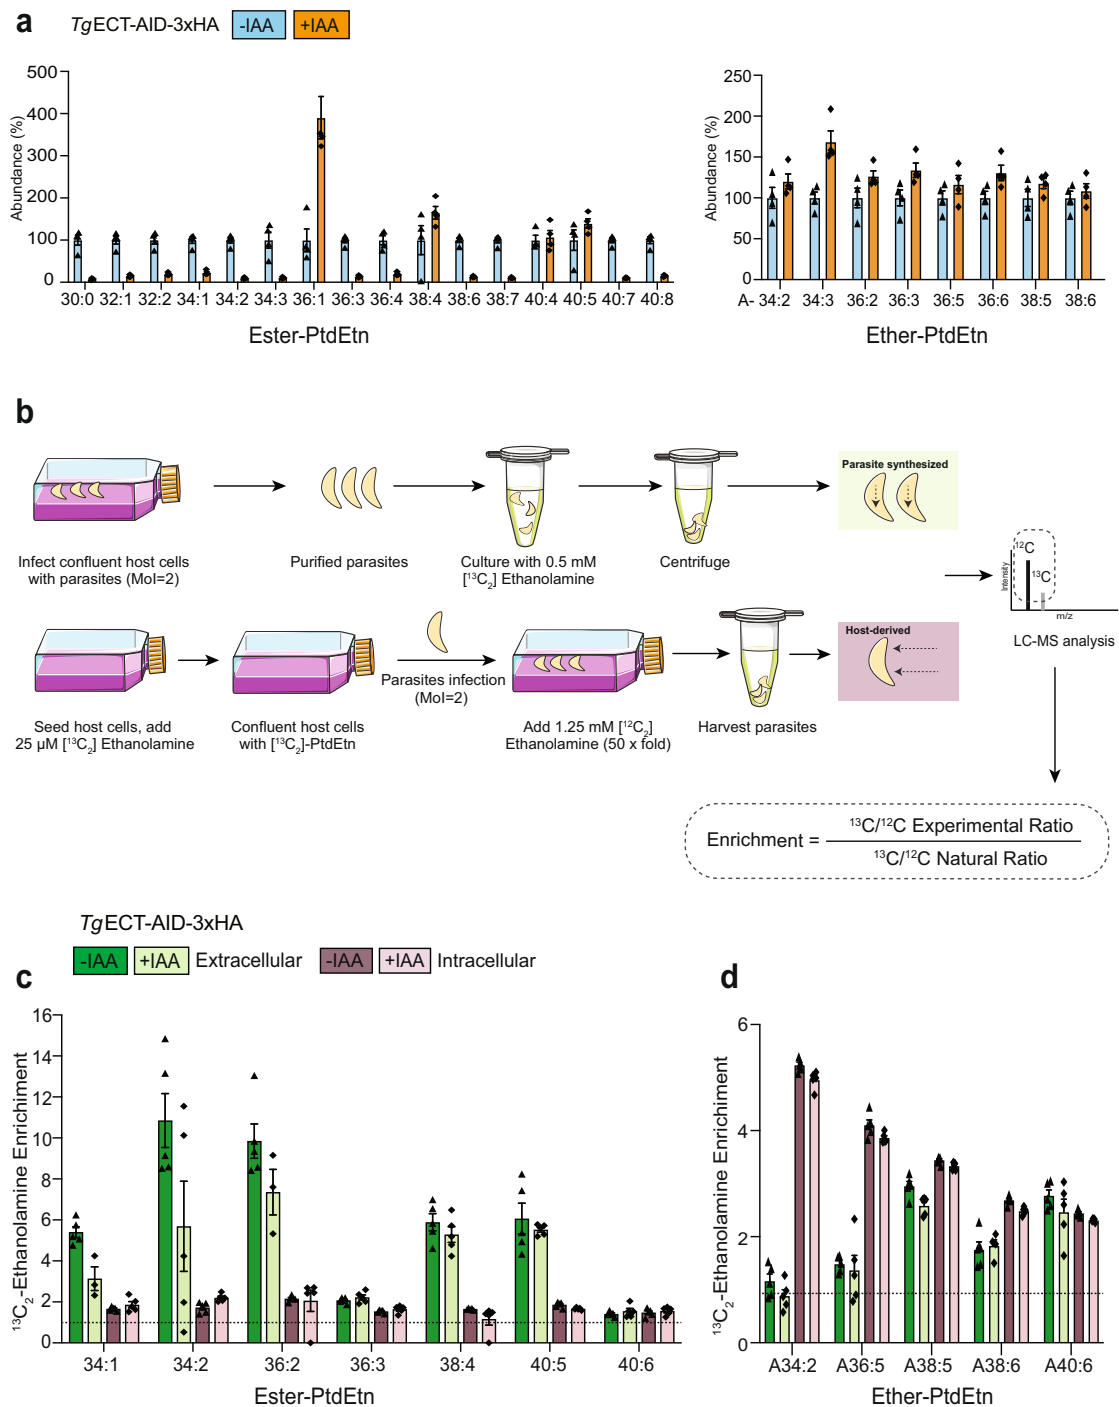 a
TgECT-AID-3xHA -IAA +IAA
Abundance (%)
500
400
300
200
100
0
30:0 32:1 32:2 34:1 34:2 34:3 36:1 36:3 36:4 38:4 38:6 38:7 40:4 40:5 40:7 40:8
Ester-PtdEtn
Abundance (%)
250
200
150
100
50
0
A- 34:2 34:3 36:2 36:3 36:5 36:6 38:5 38:6
Ether-PtdEtn
b
Infect confluent host cells
with parasites (MoI=2)
Purified parasites
Culture with 0.5 mM
[¹³C₂] Ethanolamine
Centrifuge
Parasite synthesized
Seed host cells, add
25 µM [¹³C₂] Ethanolamine
Confluent host cells
with [¹³C₂]-PtdEtn
Parasites infection
(MoI=2)
Add 1.25 mM [¹²C₂]
Ethanolamine (50 x fold)
Harvest parasites
Host-derived
¹²C
¹³C
Intensity
m/z
LC-MS analysis
Enrichment = ¹³C/¹²C Experimental Ratio
¹³C/¹²C Natural Ratio
TgECT-AID-3xHA
-IAA +IAA Extracellular -IAA +IAA Intracellular
c
¹³C₂-Ethanolamine Enrichiment
16
14
12
10
8
6
4
2
0
34:1 34:2 36:2 36:3 38:4 40:5 40:6
Ester-PtdEtn
d
¹³C₂-Ethanolamine Enrichiment
6
4
2
0
A34:2 A36:5 A38:5 A38:6 A40:6
Ether-PtdEtn